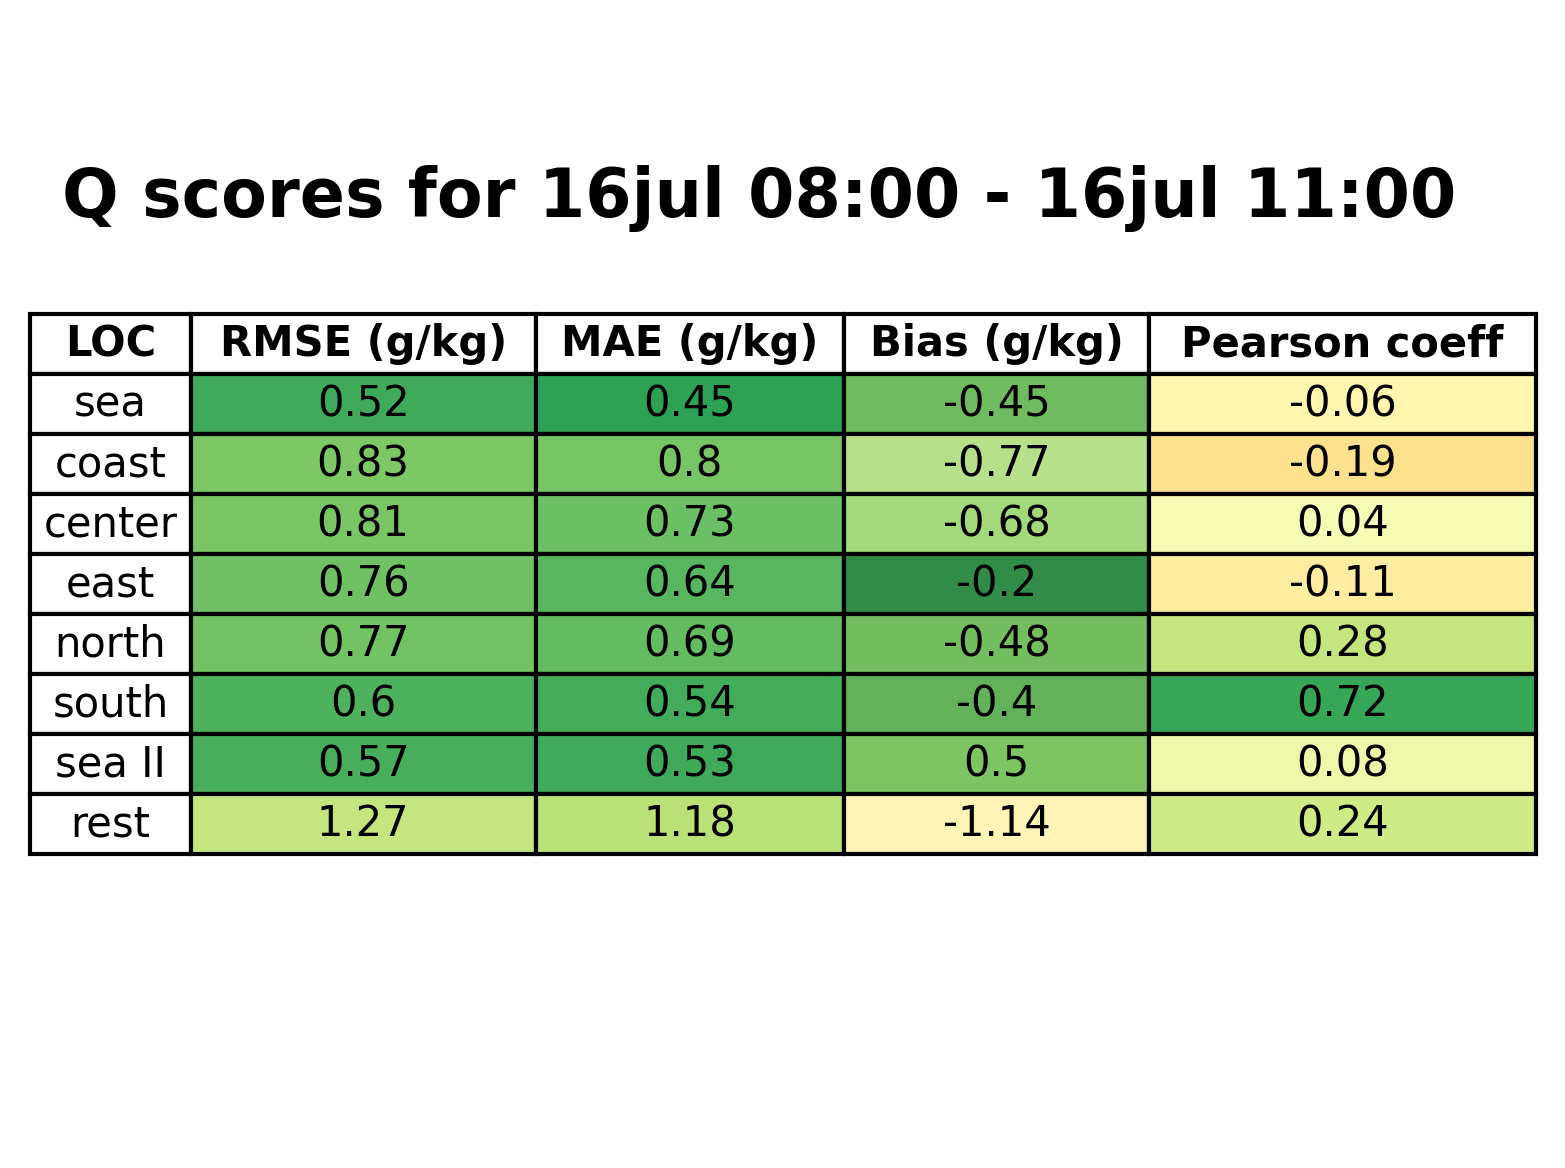 Q scores for 16jul 08:00 - 16jul 11:00
LOC RMSE (g/kg) MAE (g/kg) Bias (g/kg) Pearson coeff
sea 0.52 0.45 -0.45 -0.06
coast 0.83 0.8 -0.77 -0.19
center 0.81 0.73 -0.68 0.04
east 0.76 0.64 -0.2 -0.11
north 0.77 0.69 -0.48 0.28
south 0.6 0.54 -0.4 0.72
sea II 0.57 0.53 0.5 0.08
rest 1.27 1.18 -1.14 0.24